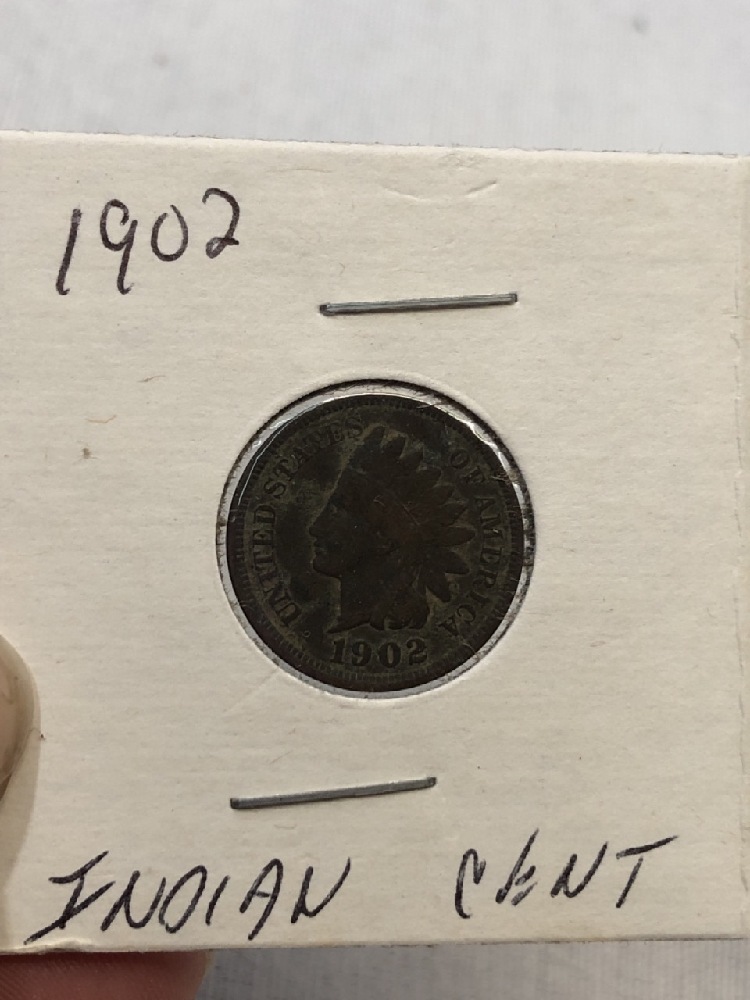 1902
UNITED STATES OF AMERICA
1902
INDIAN CENT